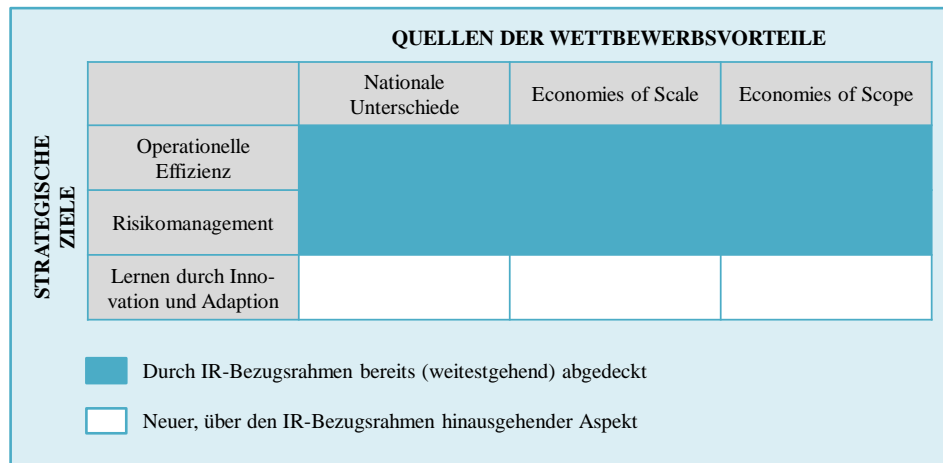 QUELLEN DER WETTBEWERBSVORTEILE
STRATEGISCHE
ZIELE
Nationale
Unterschiede
Economies of Scale
Economies of Scope
Operationelle
Effizienz
Risikomanagement
Lernen durch Inno-
vation und Adaption
Durch IR-Bezugsrahmen bereits (weitestgehend) abgedeckt
Neuer, über den IR-Bezugsrahmen hinausgehender Aspekt